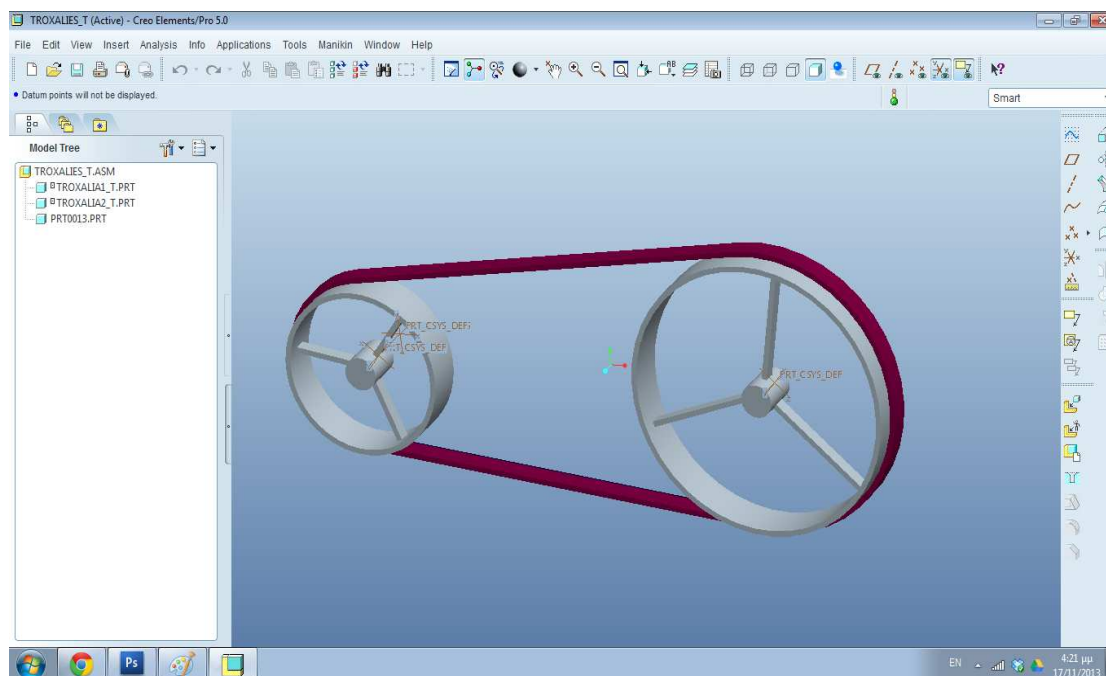 TROXALIES_T (Active) - Creo Elements/Pro 5.0
File Edit View Insert Analysis Info Applications Tools Manikin Window Help
• Datum points will not be displayed.
Smart
Model Tree
TROXALIES_T.ASM
TROXALIA1_T.PRT
TROXALIA2_T.PRT
PRT0013.PRT
PRT_CSYS_DEF
PRT_CSYS_DEF
PRT_CSYS_DEF
Ps
EN
4:21 μμ
17/11/2013